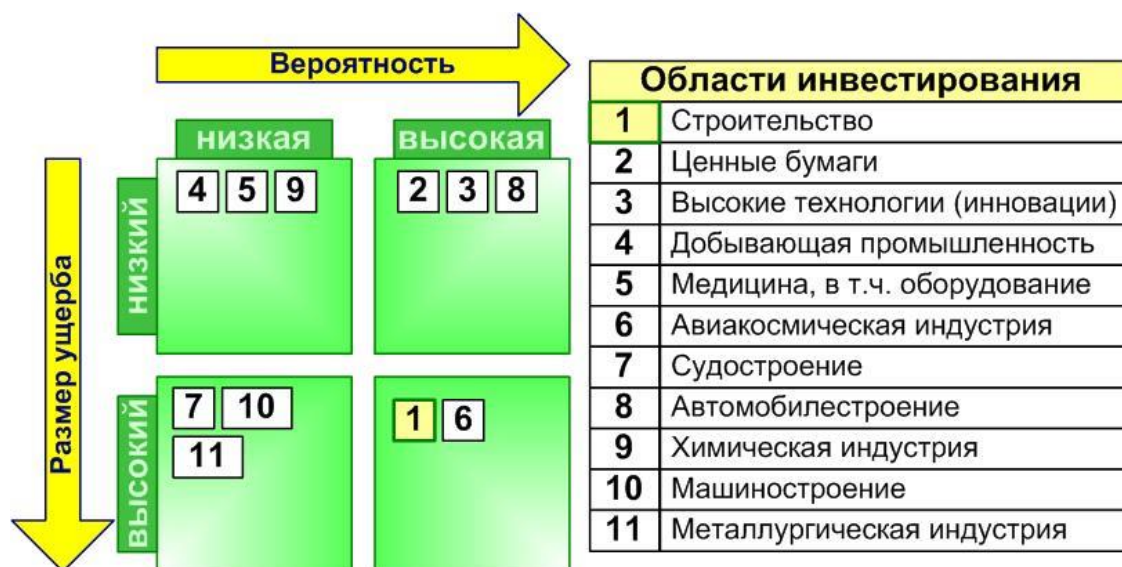 Вероятность
низкая высокая
Размер ущерба
низкий
4 5 9
2 3 8
высокий
7 10
11
1 6
Области инвестирования
1 Строительство
2 Ценные бумаги
3 Высокие технологии (инновации)
4 Добывающая промышленность
5 Медицина, в т.ч. оборудование
6 Авиакосмическая индустрия
7 Судостроение
8 Автомобилестроение
9 Химическая индустрия
10 Машиностроение
11 Металлургическая индустрия